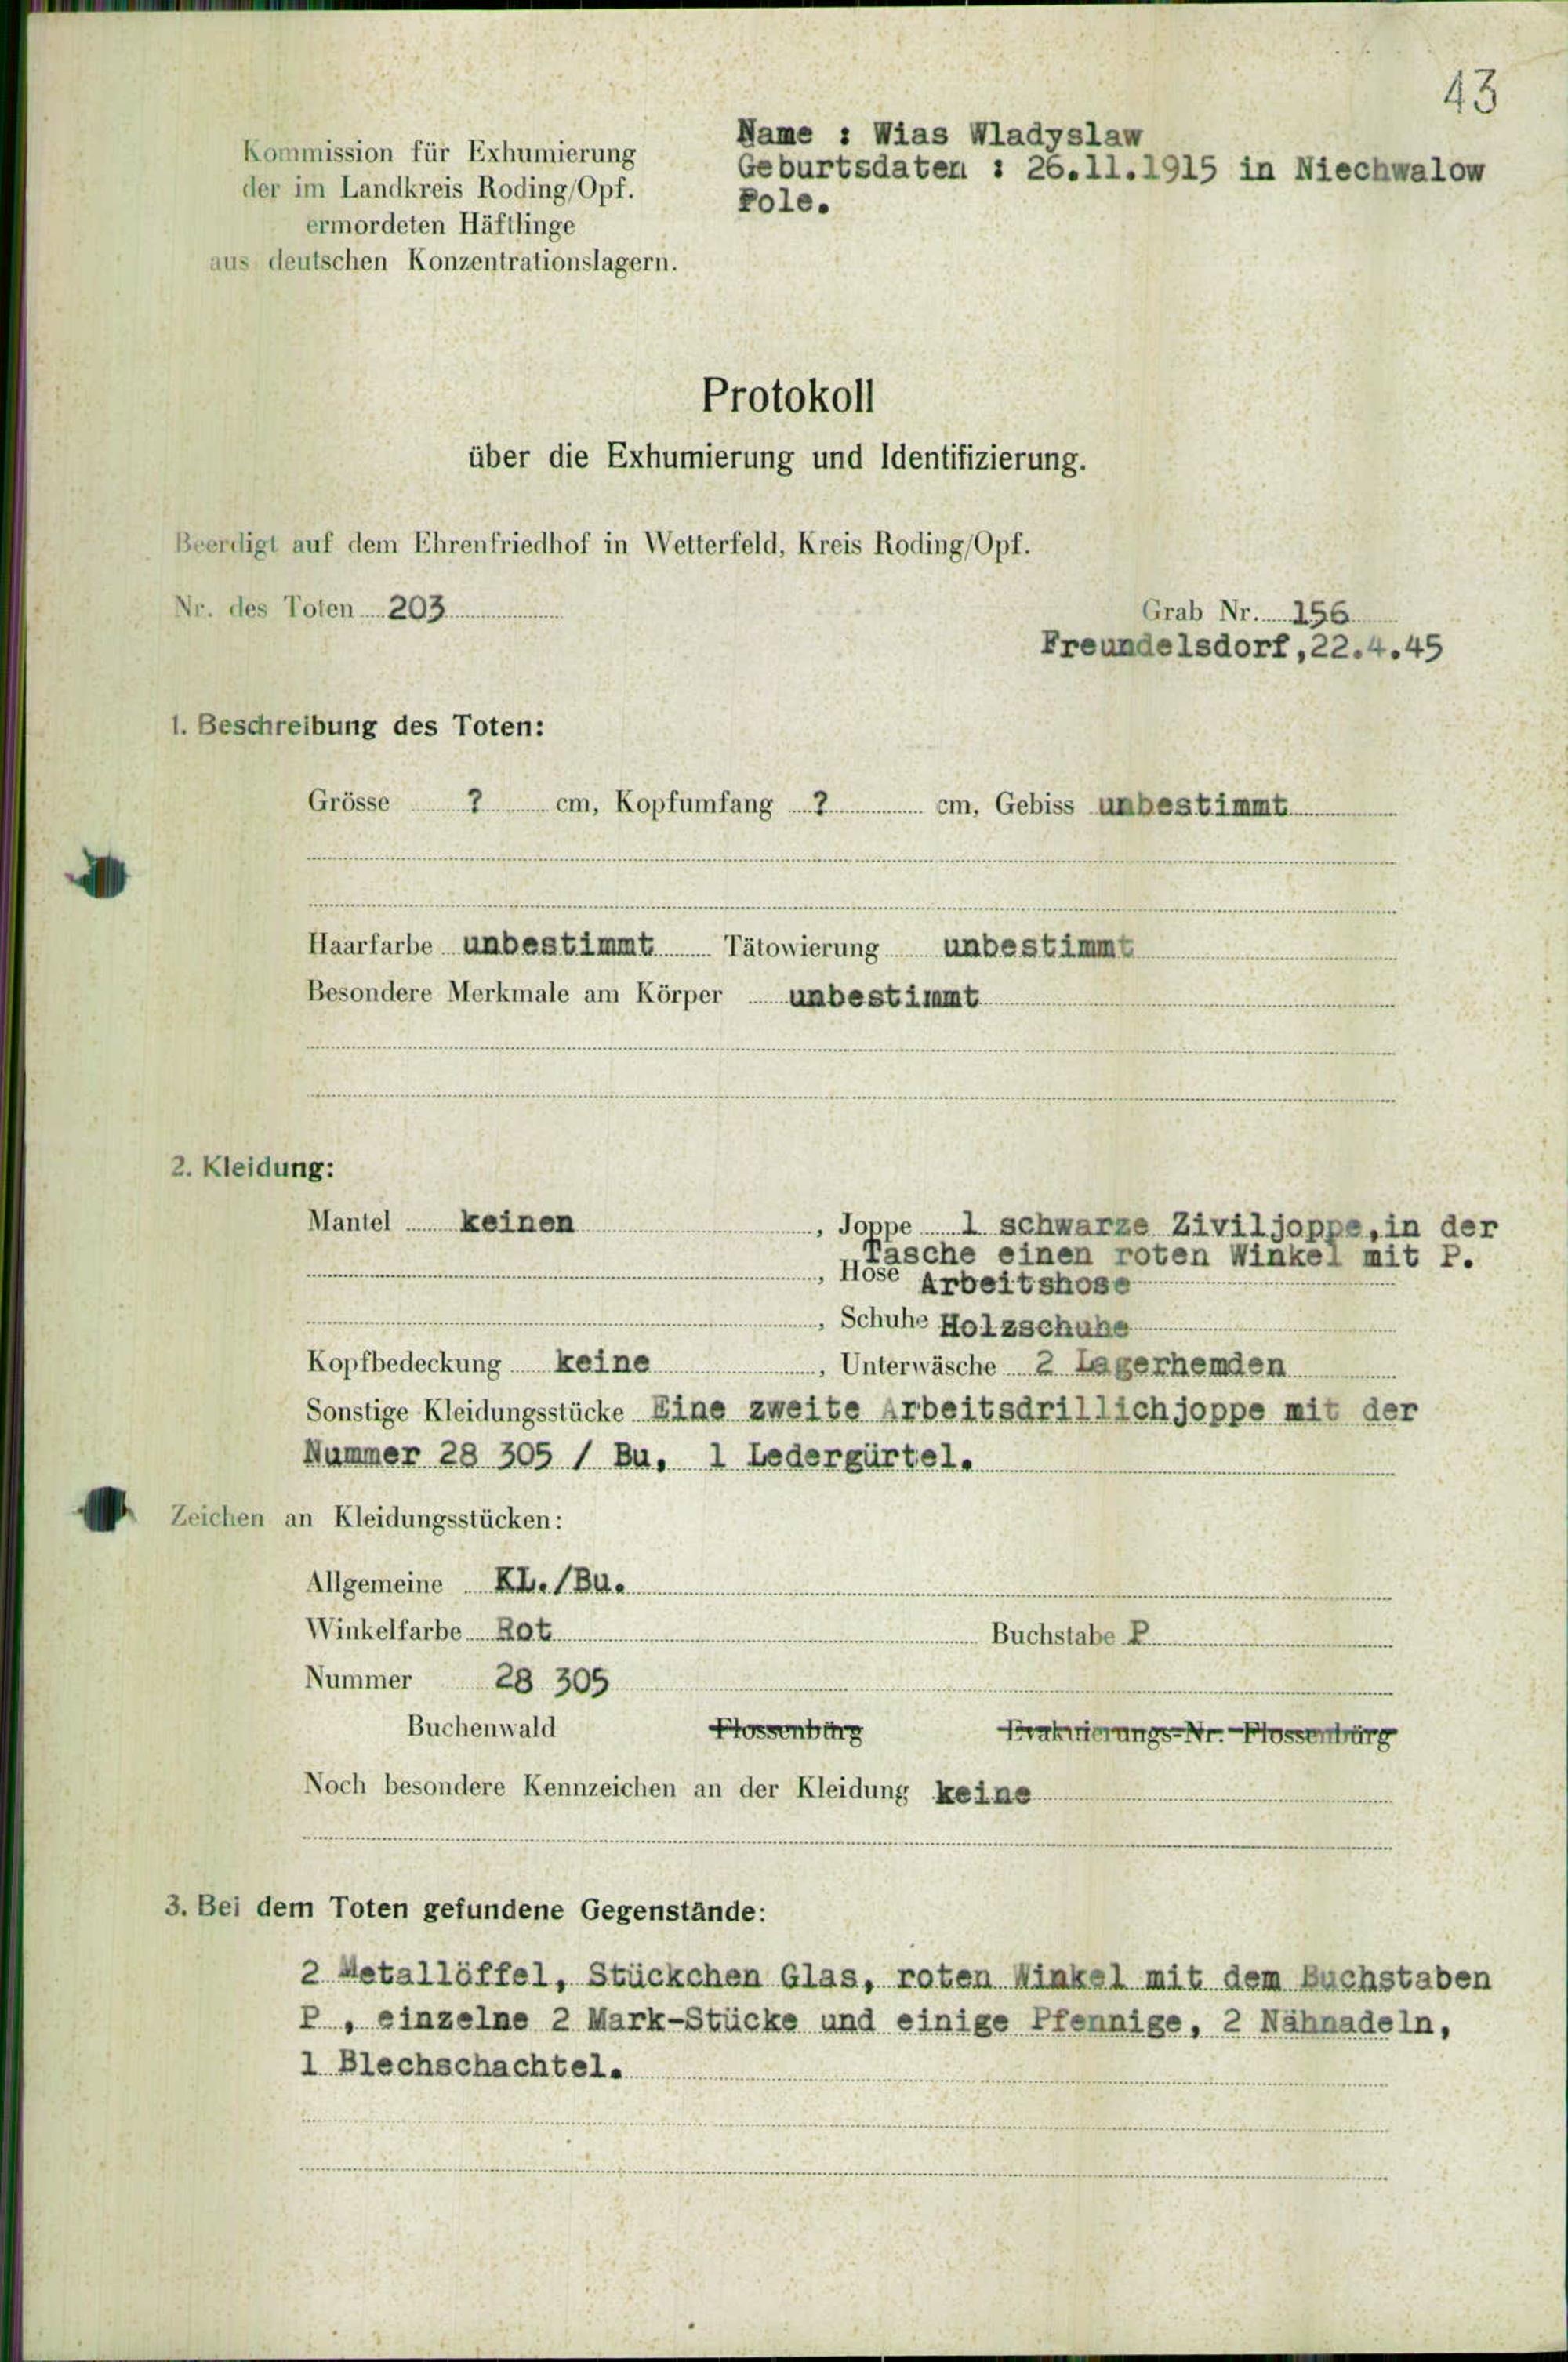 43
Kommission für Exhumierung
der im Landkreis Roding/Opf.
ermordeten Häftlinge
aus deutschen Konzentrationslagern.
Name : Wias Wladyslaw
Geburtsdaten : 26.11.1915 in Niechwalow
Pole.
Protokoll
über die Exhumierung und Identifizierung.
Beerdigt auf dem Ehrenfriedhof in Wetterfeld, Kreis Roding/Opf.
Nr. des Toten 203
Grab Nr. 156
Freundelsdorf,22.4.45
1. Beschreibung des Toten:
Grösse ? cm, Kopfumfang ? cm, Gebiss unbestimmt
Haarfarbe unbestimmt Tätowierung unbestimmt
Besondere Merkmale am Körper unbestimmt
2. Kleidung:
Mantel keinen , Joppe 1 schwarze Ziviljoppe,in der
Tasche einen roten Winkel mit P.
, Hose Arbeitshose
, Schuhe Holzschuhe
Kopfbedeckung keine , Unterwäsche 2 Lagerhemden
Sonstige Kleidungsstücke Eine zweite Arbeitsdrillichjoppe mit der
Nummer 28 305 / Bu, 1 Ledergürtel.
Zeichen an Kleidungsstücken:
Allgemeine KL./Bu.
Winkelfarbe Rot Buchstabe P
Nummer 28 305
Buchenwald Flossenbürg Evakuierungs-Nr.-Flossenbürg
Noch besondere Kennzeichen an der Kleidung keine
3. Bei dem Toten gefundene Gegenstände:
2 Metallöffel, Stückchen Glas, roten Winkel mit dem Buchstaben
P , einzelne 2 Mark-Stücke und einige Pfennige, 2 Nähnadeln,
1 Blechschachtel.